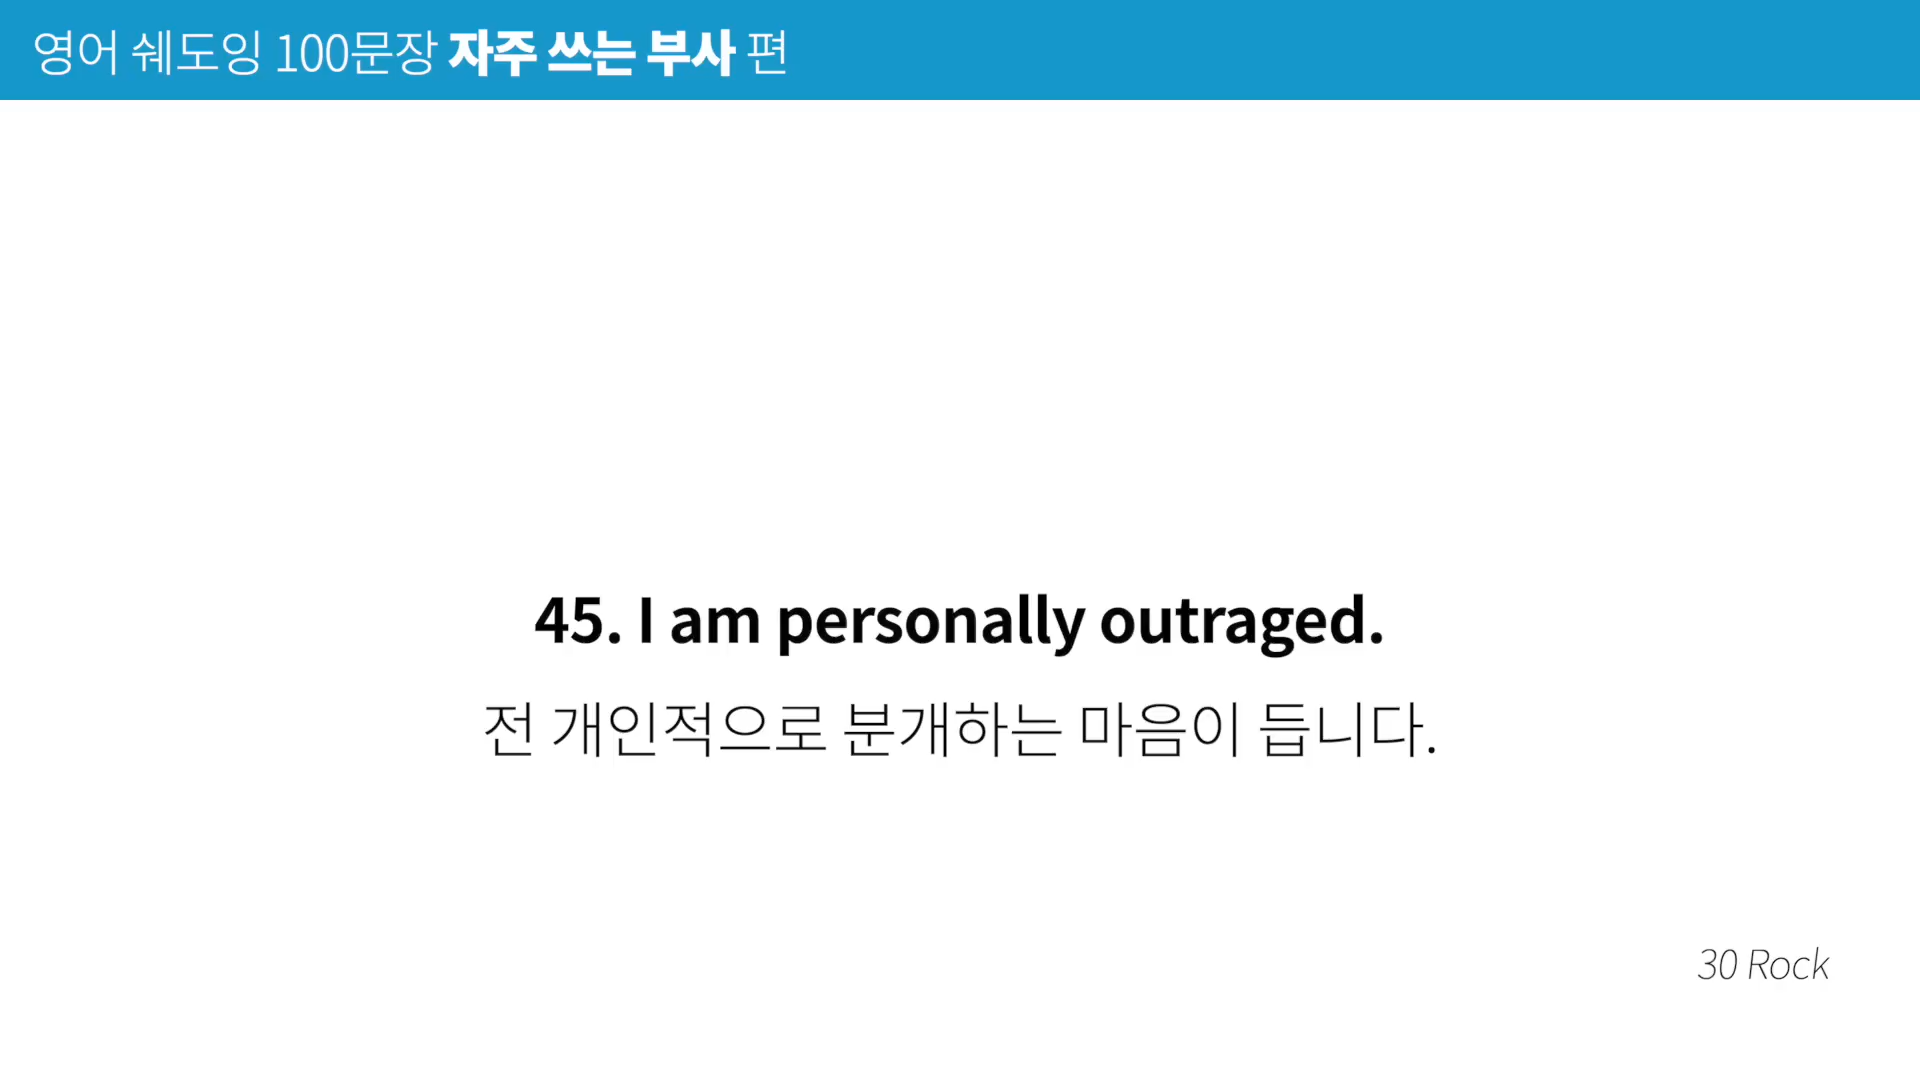 영어 쉐도잉 100문장 자주 쓰는 부사 편
45. I am personally outraged.
전 개인적으로 분개하는 마음이 듭니다.
30 Rock